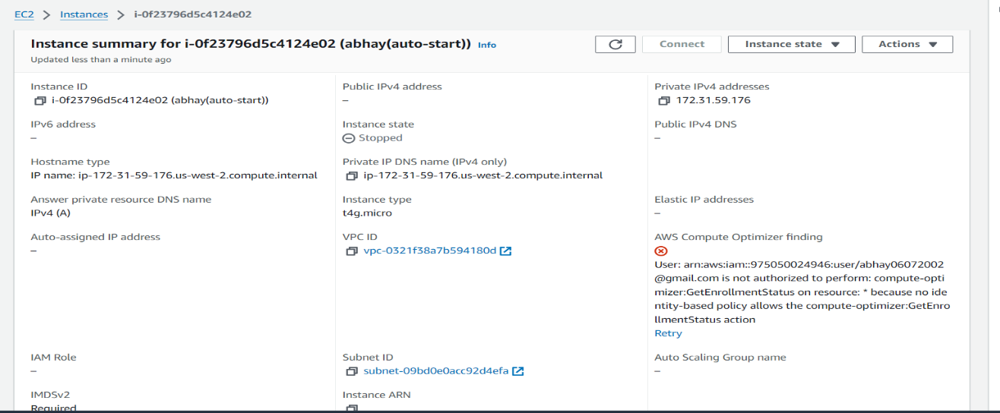 EC2 > Instances > i-0f23796d5c4124e02
Instance summary for i-0f23796d5c4124e02 (abhay(auto-start)) Info
Updated less than a minute ago
Connect
Instance state
Actions
Instance ID
i-0f23796d5c4124e02 (abhay(auto-start))
Public IPv4 address
–
Private IPv4 addresses
172.31.59.176
IPv6 address
–
Instance state
Stopped
Public IPv4 DNS
–
Hostname type
IP name: ip-172-31-59-176.us-west-2.compute.internal
Private IP DNS name (IPv4 only)
ip-172-31-59-176.us-west-2.compute.internal
Answer private resource DNS name
IPv4 (A)
Instance type
t4g.micro
Elastic IP addresses
–
Auto-assigned IP address
–
VPC ID
vpc-0321f38a7b594180d
AWS Compute Optimizer finding
User: arn:aws:iam::975050024946:user/abhay06072002
@gmail.com is not authorized to perform: compute-opti
mizer:GetEnrollmentStatus on resource: * because no ide
ntity-based policy allows the compute-optimizer:GetEnro
llmentStatus action
Retry
IAM Role
–
Subnet ID
subnet-09bd0e0acc92d4efa
Auto Scaling Group name
–
IMDSv2
Required
Instance ARN